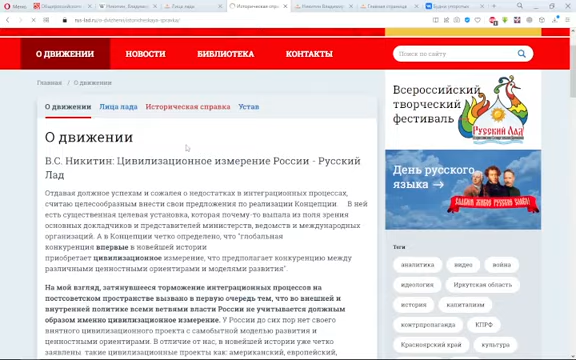 О ДВИЖЕНИИ НОВОСТИ БИБЛИОТЕКА КОНТАКТЫ
Поиск по сайту
Главная / О движении
О движении Лица лада Историческая справка Устав
О движении
В.С. Никитин: Цивилизационное измерение России - Русский
Лад
Отдавая должное успехам и сожалея о недостатках в интеграционных процессах,
считаю целесообразным внести свои предложения по реализации Концепции В ней
есть существенная целевая установка, которая почему-то выпала из поля зрения
основных докладчиков и представителей министерств, ведомств и международных
организаций. А в Концепции четко определено, что "глобальная
конкуренция впервые в новейшей истории
приобретает цивилизационное измерение, что предполагает конкуренцию между
различными ценностными ориентирами и моделями развития".
На мой взгляд, затянувшееся торможение интеграционных процессов на
постсоветском пространстве вызвано в первую очередь тем, что во внешней и
внутренней политике всеми ветвями власти России не учитывается должным
образом именно цивилизационное измерение. У России до сих пор нет своего
внятного цивилизационного проекта с самобытной моделью развития и
ценностными ориентирами. В отличие от нас, в новейшей истории уже четко
заявлены такие цивилизационные проекты как: американский, европейский,
Всероссийский
творческий
фестиваль
Русский Лад
День русского
языка →
Теги
аналитика видео война
идеология Иркутская область
история капитализм
контрпропаганда КПРФ
Красноярский край культура